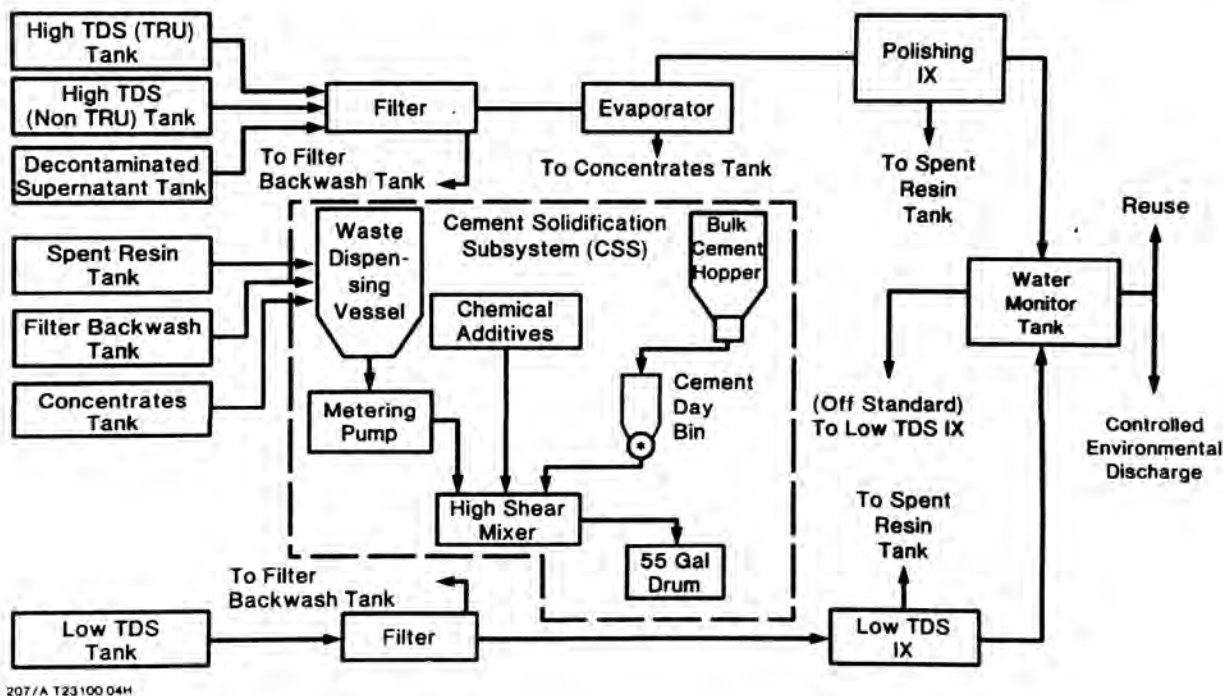 High TDS (TRU)
Tank
High TDS
(Non TRU) Tank
Decontaminated
Supernatant Tank
Filter
To Filter
Backwash Tank
Evaporator
To Concentrates Tank
Polishing
IX
To Spent
Resin
Tank
Reuse
Water
Monitor
Tank
(Off Standard)
To Low TDS IX
Controlled
Environmental
Discharge
Spent Resin
Tank
Filter Backwash
Tank
Concentrates
Tank
Waste
Dispen-
sing
Vessel
Cement Solidification
Subsystem (CSS)
Bulk
Cement
Hopper
Chemical
Additives
Metering
Pump
Cement
Day
Bin
*
High Shear
Mixer
55 Gal
Drum
To Spent
Resin
Tank
To Filter
Backwash Tank
Low TDS
Tank
Filter
Low TDS
IX
207/A T23100 04H